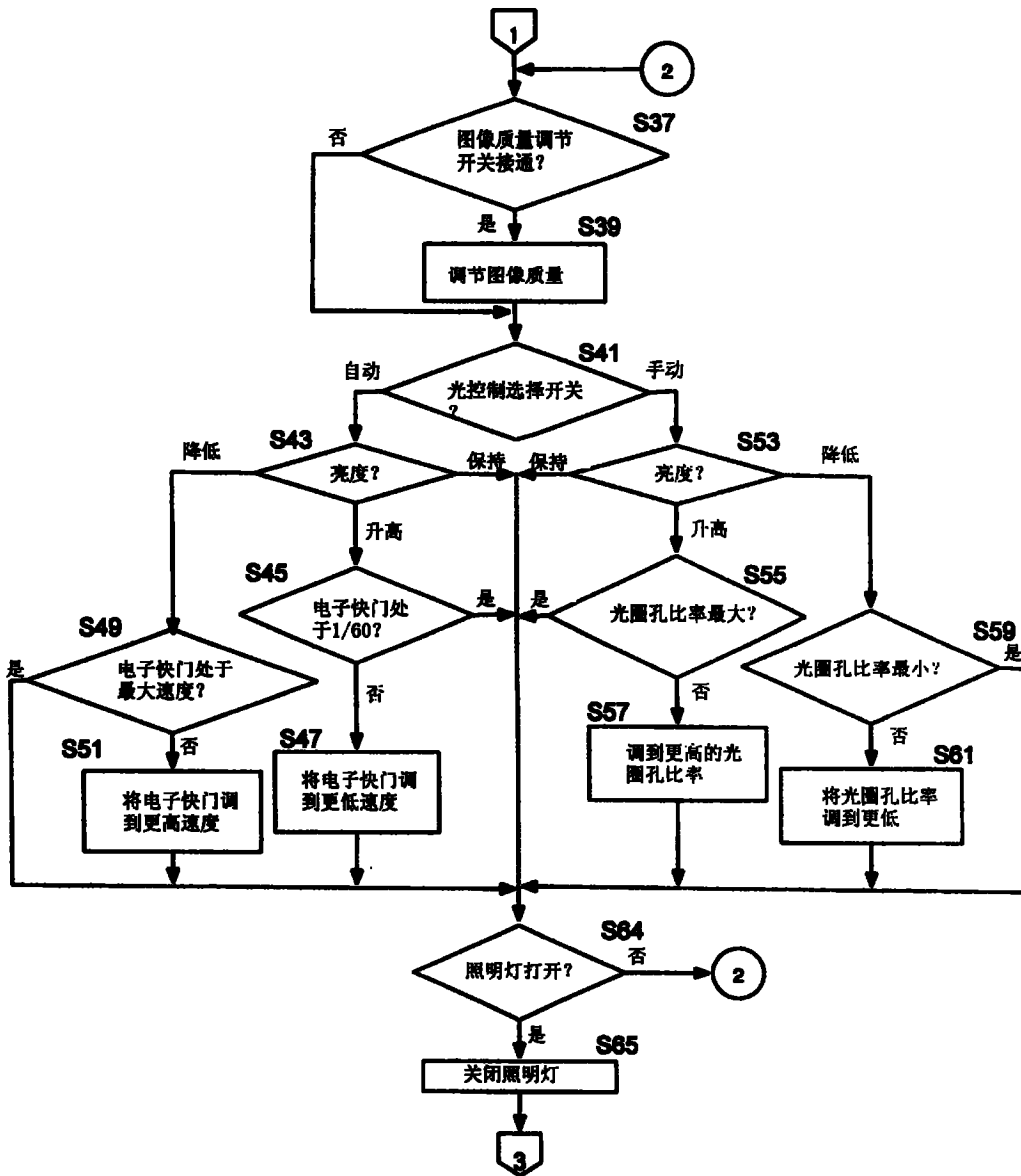 1
2
S37
否
图像质量调节
开关接通?
是
S39
调节图像质量
S41
自动
手动
光控制选择开关
?
S43
S53
降低
亮度?
保持
保持
亮度?
降低
升高
升高
S45
S55
电子快门处
于1/60?
是
是
光圈孔比率最大?
S49
S59
是
电子快门处于
最大速度?
光圈孔比率最小?
是
否
否
S51
否
S47
S57
否
S61
将电子快门调
到更高速度
将电子快门调
到更低速度
调到更高的光
圈孔比率
将光圈孔比率
调到更低
S64
照明灯打开?
否
2
是
S65
关闭照明灯
3